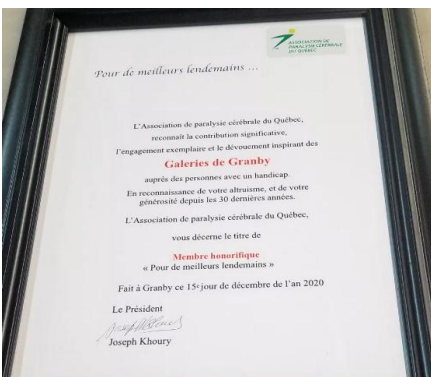 ASSOCIATION DE
PARALYSIE CÉRÉBRALE
DU QUÉBEC
Pour de meilleurs lendemains ...
L'Association de paralysie cérébrale du Québec,
reconnaît la contribution significative,
l'engagement exemplaire et le dévouement inspirant des
Galeries de Granby
auprès des personnes avec un handicap.
En reconnaissance de votre altruisme, et de votre
générosité depuis les 30 dernières années.
L'Association de paralysie cérébrale du Québec,
vous décerne le titre de
Membre honorifique
« Pour de meilleurs lendemains »
Fait à Granby ce 15e jour de décembre de l'an 2020
Le Président
Joseph Khoury